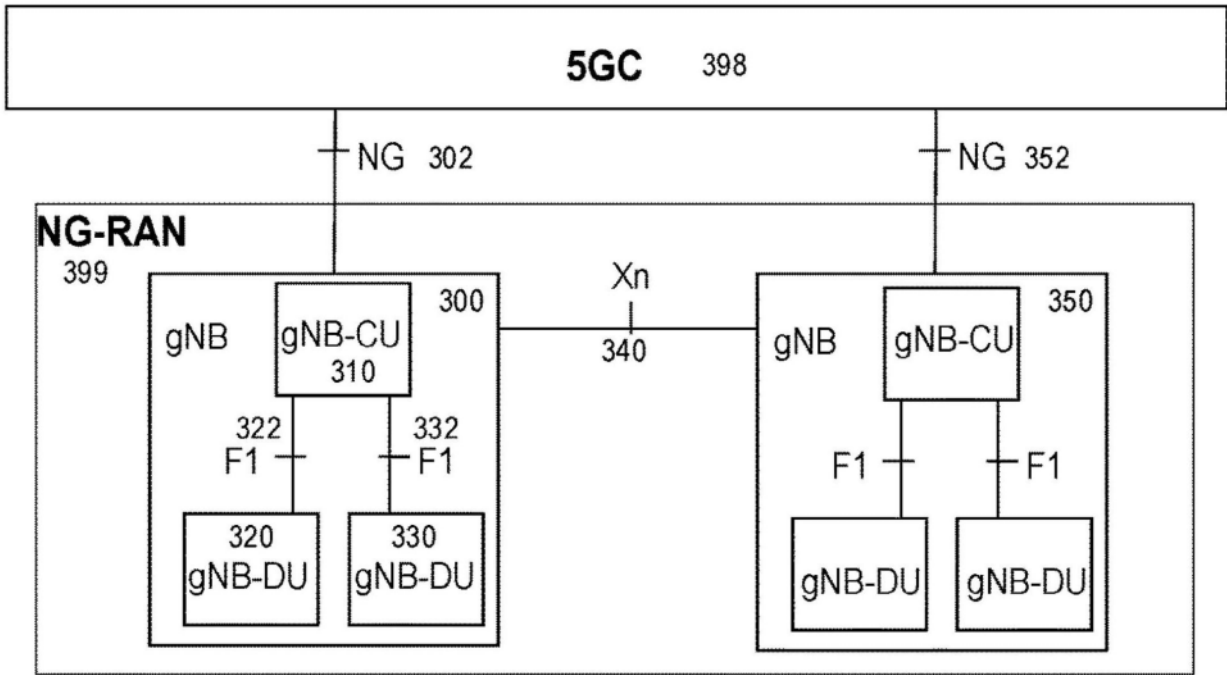 5GC 398
NG 302
NG 352
NG-RAN
399
300
gNB
gNB-CU
310
322
332
F1
F1
320
gNB-DU
330
gNB-DU
Xn
340
350
gNB
gNB-CU
F1
F1
gNB-DU
gNB-DU